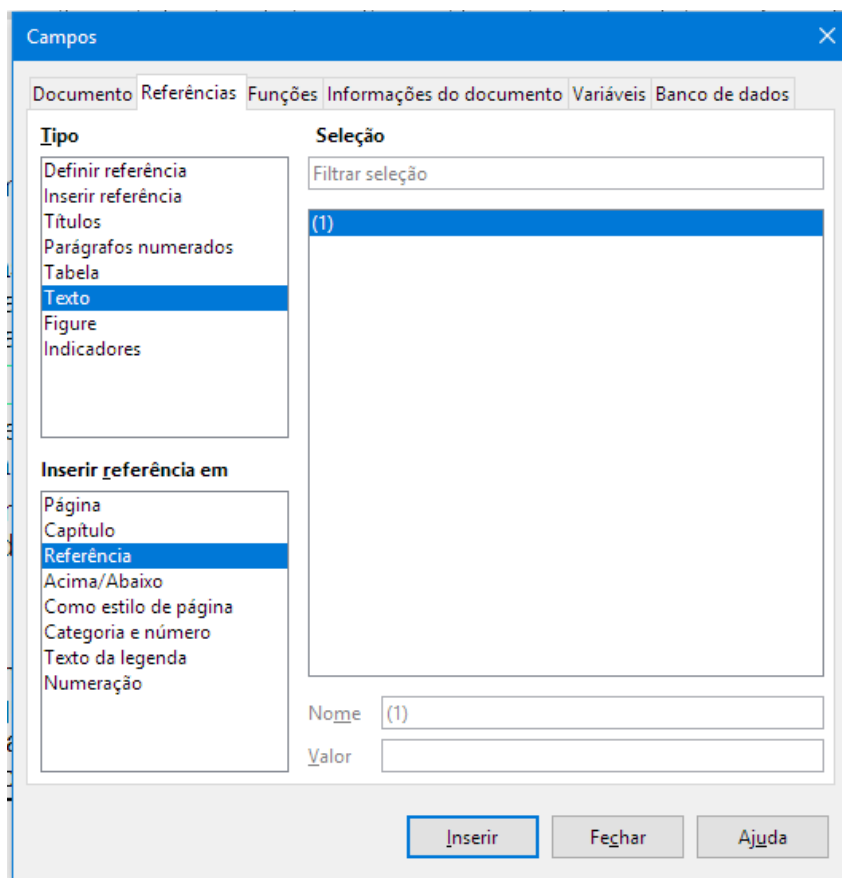 Campos
Documento Referências Funções Informações do documento Variáveis Banco de dados
Tipo
Definir referência
Inserir referência
Títulos
Parágrafos numerados
Tabela
Texto
Figure
Indicadores
Inserir referência em
Página
Capítulo
Referência
Acima/Abaixo
Como estilo de página
Categoria e número
Texto da legenda
Numeração
Seleção
Filtrar seleção
(1)
Nome (1)
Valor
Inserir Fechar Ajuda